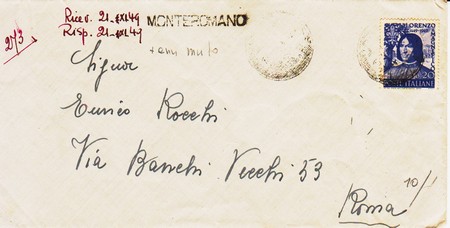 Ricev. 21.XI.49
Risp. 21.XI.49
MONTEROMANO
273
LORENZO
20
POSTE ITALIANE
Signor
Enrico Rocchi
Via Banchi Vecchi 53
Roma
10/